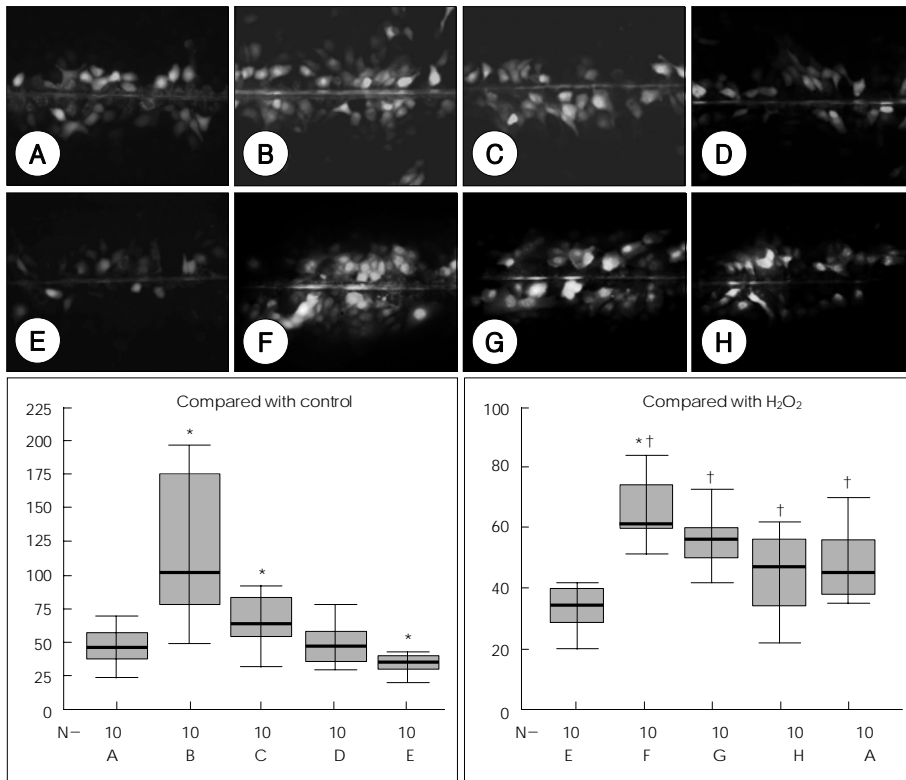 A
B
C
D
E
F
G
H
Compared with control
225
200
175
150
125
100
75
50
25
0
*
*
*
N− 10 10 10 10 10
A B C D E
Compared with H₂O₂
100
80
60
40
20
0
*†
†
†
†
N− 10 10 10 10 10
E F G H A